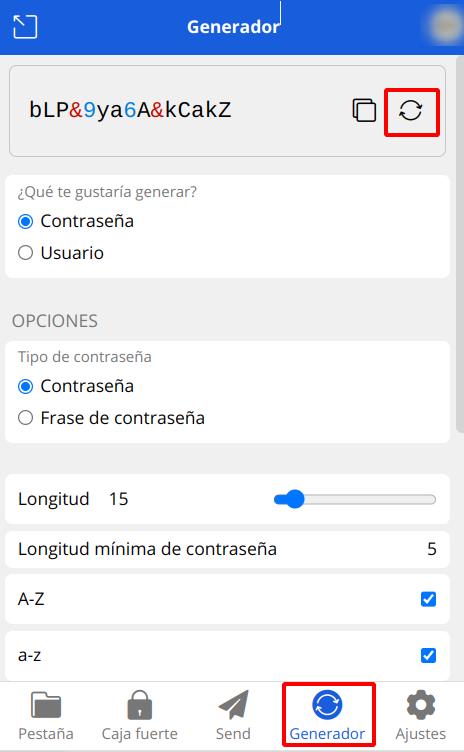 Generador
bLP&9ya6A&kCakZ
¿Qué te gustaría generar?
Contraseña
Usuario
OPCIONES
Tipo de contraseña
Contraseña
Frase de contraseña
Longitud 15
Longitud mínima de contraseña 5
A-Z
a-z
Pestaña Caja fuerte Send Generador Ajustes